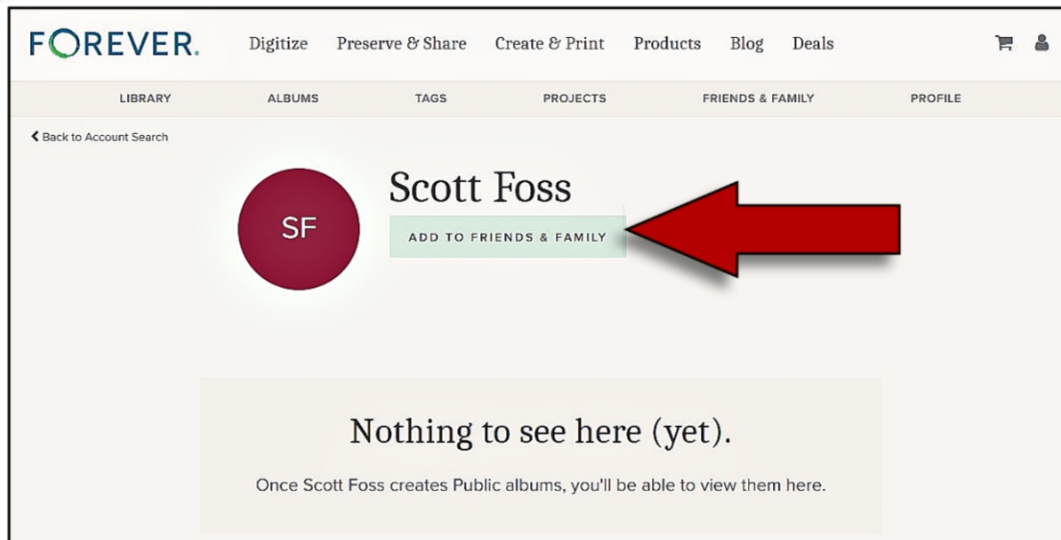 FOREVER.
Digitize Preserve & Share Create & Print Products Blog Deals
LIBRARY ALBUMS TAGS PROJECTS FRIENDS & FAMILY PROFILE
Back to Account Search
SF
Scott Foss
ADD TO FRIENDS & FAMILY
Nothing to see here (yet).
Once Scott Foss creates Public albums, you'll be able to view them here.